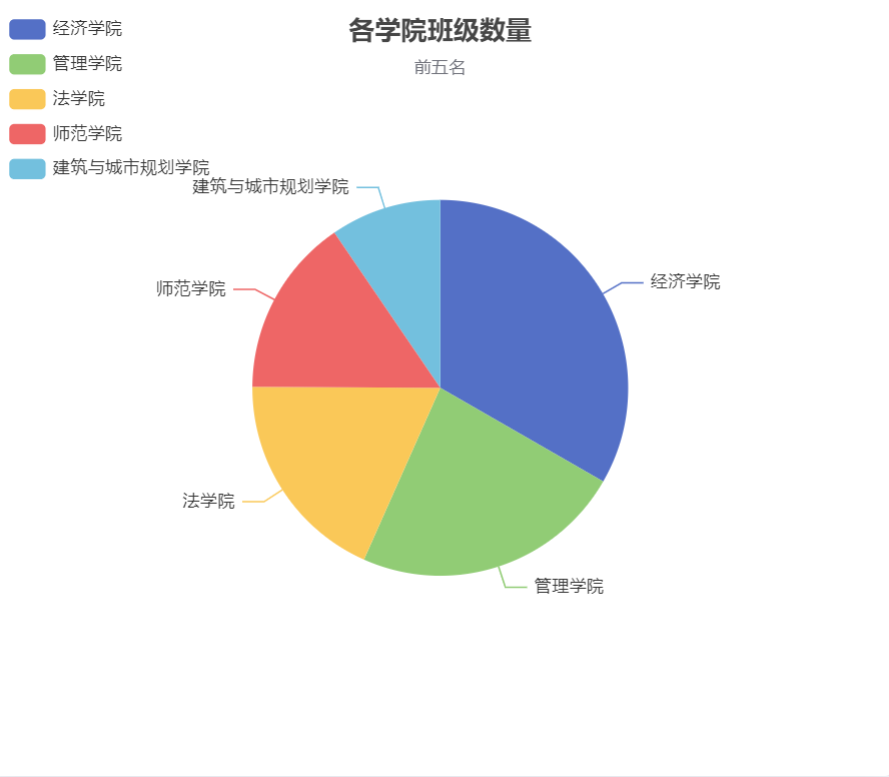 各学院班级数量
前五名
经济学院
管理学院
法学院
师范学院
建筑与城市规划学院
建筑与城市规划学院
经济学院
师范学院
法学院
管理学院